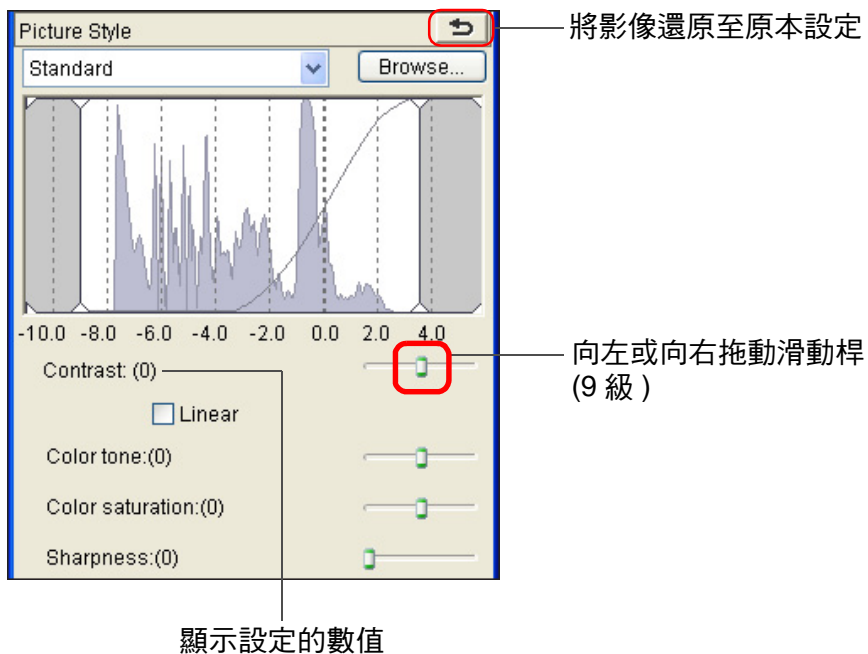 Picture Style
將影像還原至原本設定
Standard
Browse...
-10.0 -8.0 -6.0 -4.0 -2.0 0.0 2.0 4.0
Contrast: (0)
向左或向右拖動滑動桿
(9 級 )
Linear
Color tone:(0)
Color saturation:(0)
Sharpness:(0)
顯示設定的數值